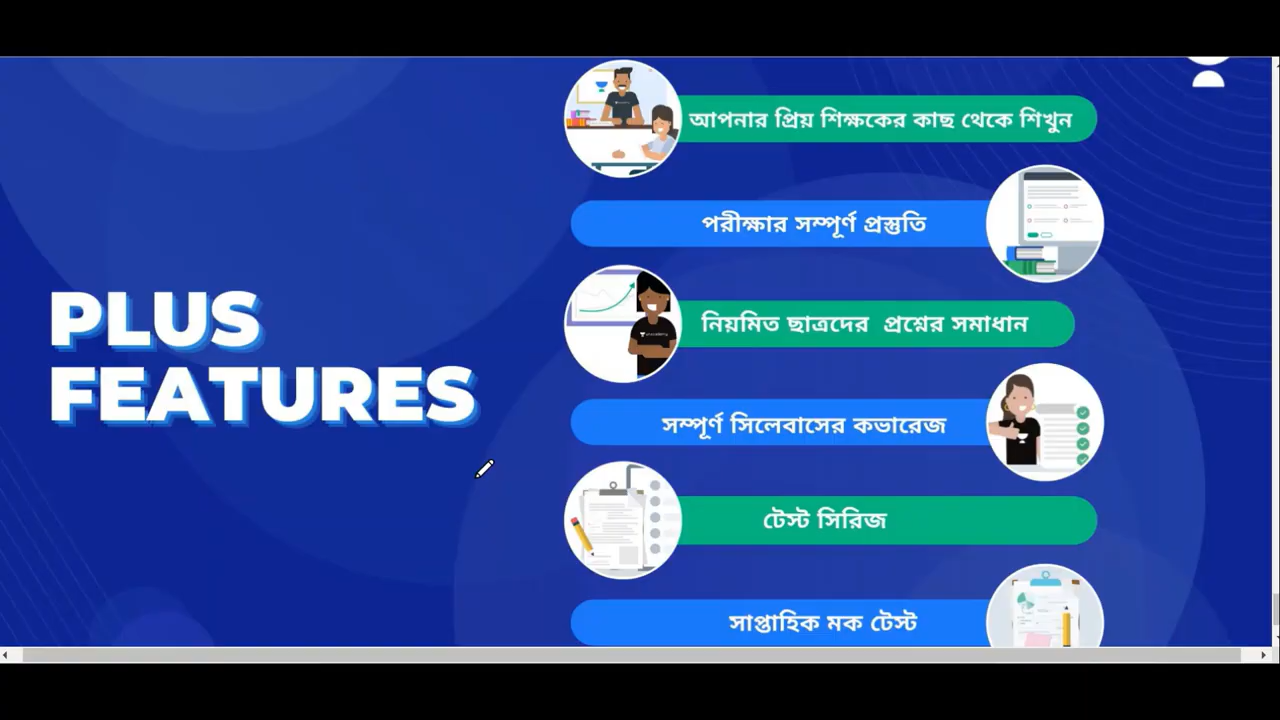 PLUS
FEATURES
আপনার প্রিয় শিক্ষকের কাছ থেকে শিখুন
পরীক্ষার সম্পূর্ণ প্রস্তুতি
নিয়মিত ছাত্রদের প্রশ্নের সমাধান
সম্পূর্ণ সিলেবাসের কভারেজ
টেস্ট সিরিজ
সাপ্তাহিক মক টেস্ট